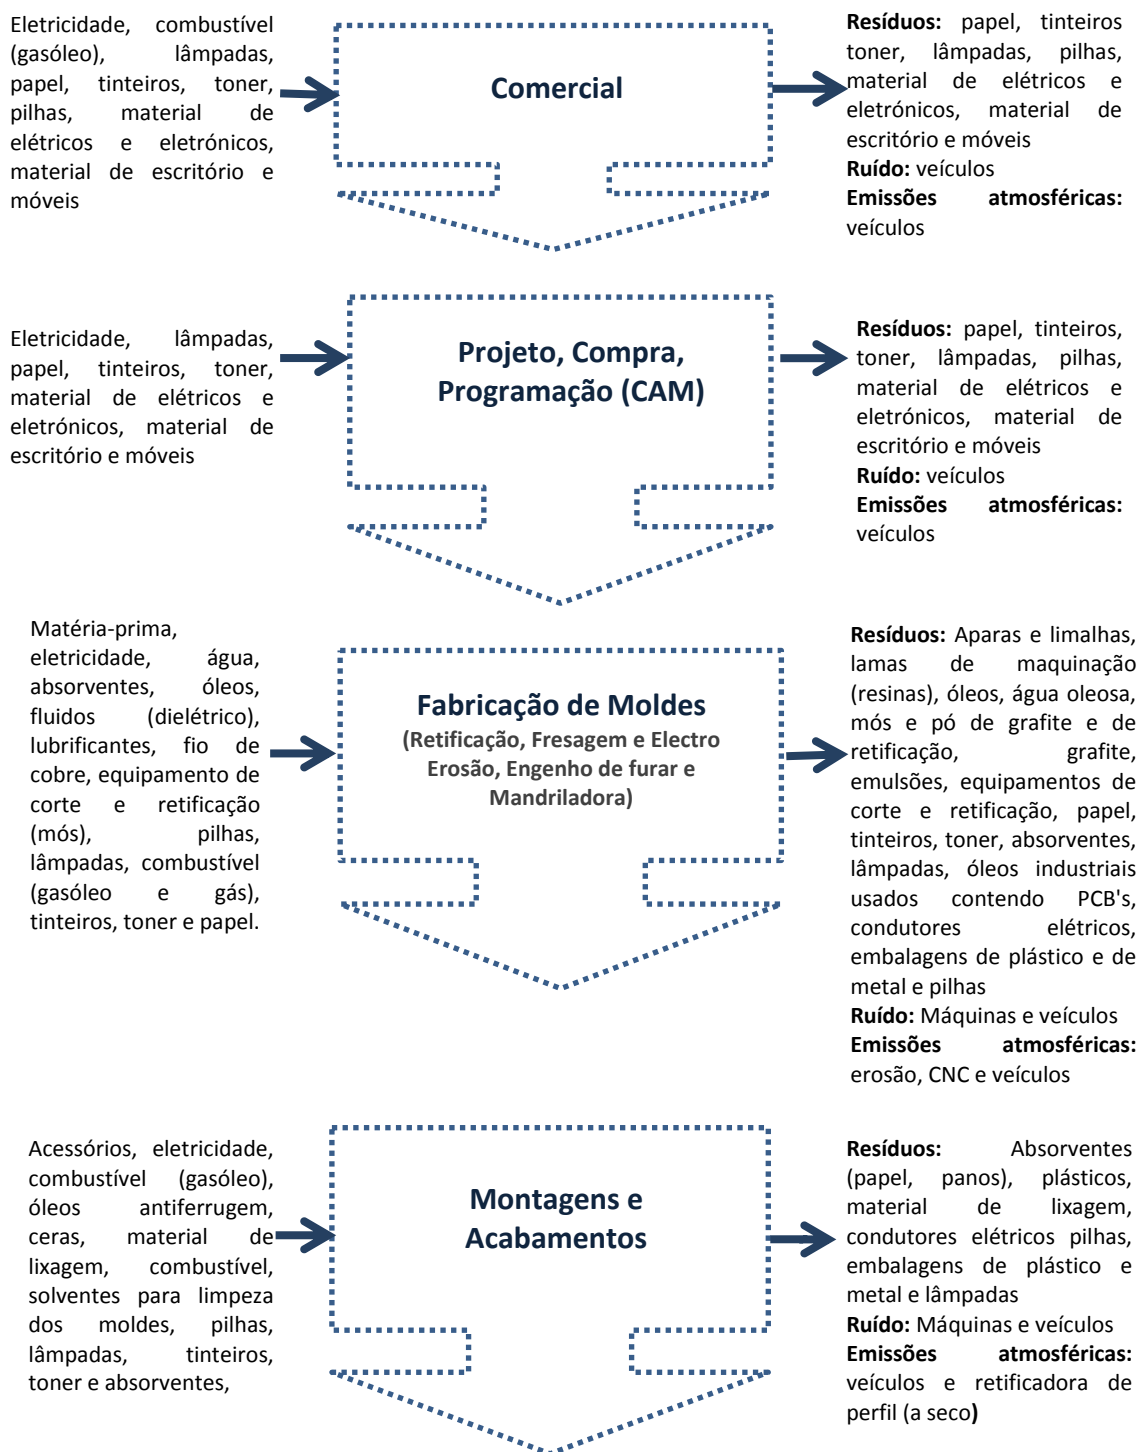 Eletricidade, combustível
(gasóleo), lâmpadas,
papel, tinteiros, toner,
pilhas, material de
elétricos e eletrónicos,
material de escritório e
móveis
Comercial
Resíduos: papel, tinteiros
toner, lâmpadas, pilhas,
material de elétricos e
eletrónicos, material de
escritório e móveis
Ruído: veículos
Emissões atmosféricas:
veículos
Eletricidade, lâmpadas,
papel, tinteiros, toner,
material de elétricos e
eletrónicos, material de
escritório e móveis
Projeto, Compra,
Programação (CAM)
Resíduos: papel, tinteiros,
toner, lâmpadas, pilhas,
material de elétricos e
eletrónicos, material de
escritório e móveis
Ruído: veículos
Emissões atmosféricas:
veículos
Matéria-prima,
eletricidade, água,
absorventes, óleos,
fluidos (dielétrico),
lubrificantes, fio de
cobre, equipamento de
corte e retificação
(mós), pilhas,
lâmpadas, combustível
(gasóleo e gás),
tinteiros, toner e papel.
Fabricação de Moldes
(Retificação, Fresagem e Electro
Erosão, Engenho de furar e
Mandriladora)
Resíduos: Aparas e limalhas,
lamas de maquinação
(resinas), óleos, água oleosa,
mós e pó de grafite e de
retificação, grafite,
emulsões, equipamentos de
corte e retificação, papel,
tinteiros, toner, absorventes,
lâmpadas, óleos industriais
usados contendo PCB's,
condutores elétricos,
embalagens de plástico e de
metal e pilhas
Ruído: Máquinas e veículos
Emissões atmosféricas:
erosão, CNC e veículos
Acessórios, eletricidade,
combustível (gasóleo),
óleos antiferrugem,
ceras, material de
lixagem, combustível,
solventes para limpeza
dos moldes, pilhas,
lâmpadas, tinteiros,
toner e absorventes,
Montagens e
Acabamentos
Resíduos: Absorventes
(papel, panos), plásticos,
material de lixagem,
condutores elétricos pilhas,
embalagens de plástico e
metal e lâmpadas
Ruído: Máquinas e veículos
Emissões atmosféricas:
veículos e retificadora de
perfil (a seco)